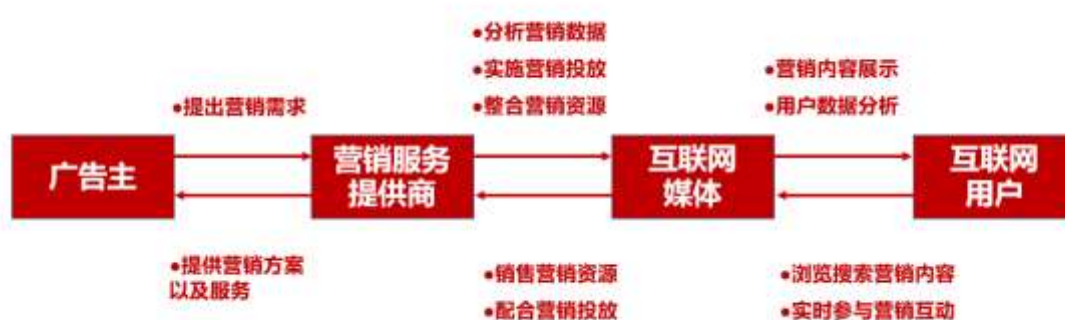 ●分析营销数据
●实施营销投放
●整合营销资源
●营销内容展示
●用户数据分析
●提出营销需求
广告主
营销服务
提供商
互联网
媒体
互联网
用户
●提供营销方案
以及服务
●销售营销资源
●配合营销投放
●浏览搜索营销内容
●实时参与营销互动